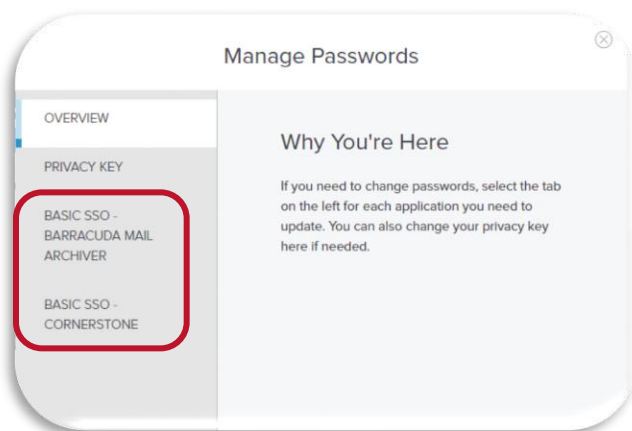 Manage Passwords
OVERVIEW
PRIVACY KEY
BASIC SSO -
BARRACUDA MAIL
ARCHIVER
BASIC SSO -
CORNERSTONE
Why You're Here
If you need to change passwords, select the tab
on the left for each application you need to
update. You can also change your privacy key
here if needed.